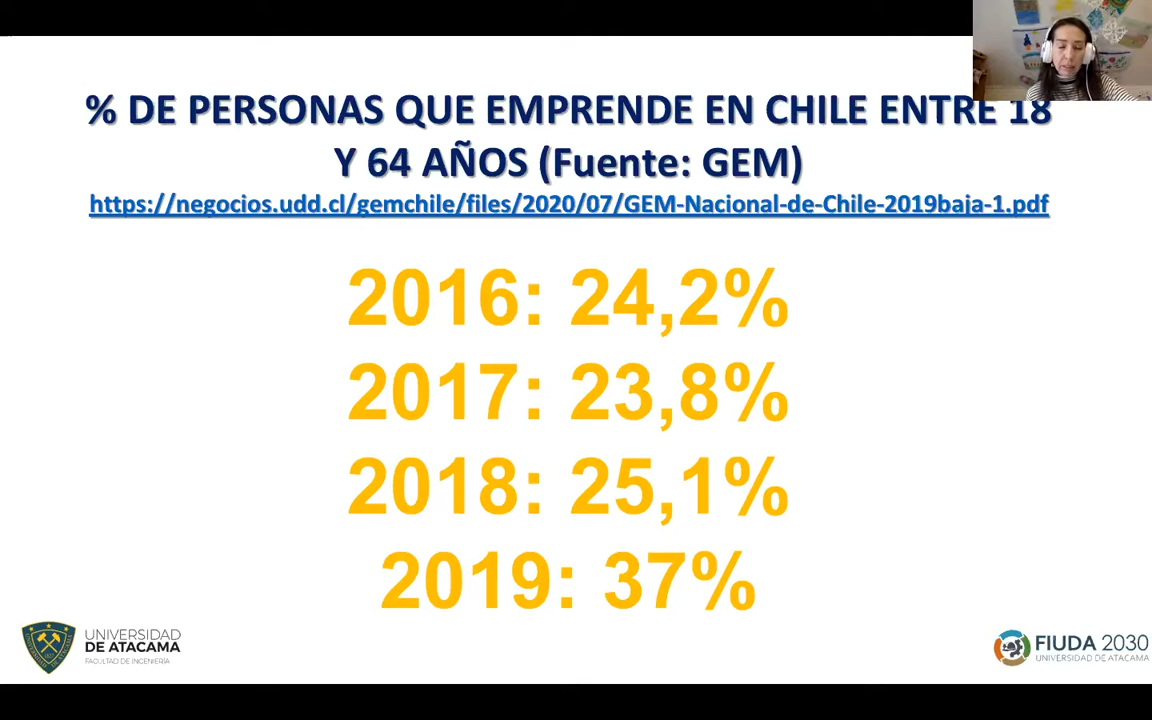 % DE PERSONAS QUE EMPRENDE EN CHILE ENTRE 18
Y 64 AÑOS (Fuente: GEM)
https://negocios.udd.cl/gemchile/files/2020/07/GEM-Nacional-de-Chile-2019baja-1.pdf
2016: 24,2%
2017: 23,8%
2018: 25,1%
2019: 37%
UNIVERSIDAD
DE ATACAMA
FACULTAD DE INGENIERÍA
FIUDA 2030
UNIVERSIDAD DE ATACAMA